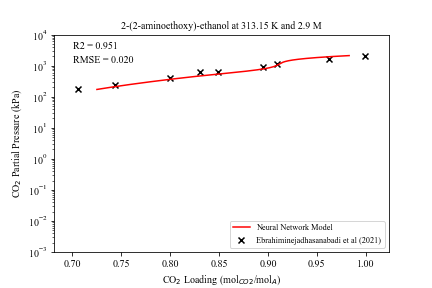 2-(2-aminoethoxy)-ethanol at 313.15 K and 2.9 M
R2 = 0.951
RMSE = 0.020
CO₂ Partial Pressure (kPa)
10⁴
10³
10²
10¹
10⁰
10⁻¹
10⁻²
10⁻³
Neural Network Model
Ebrahiminejadhasanabadi et al (2021)
0.70 0.75 0.80 0.85 0.90 0.95 1.00
CO₂ Loading (mol_CO2/mol_A)